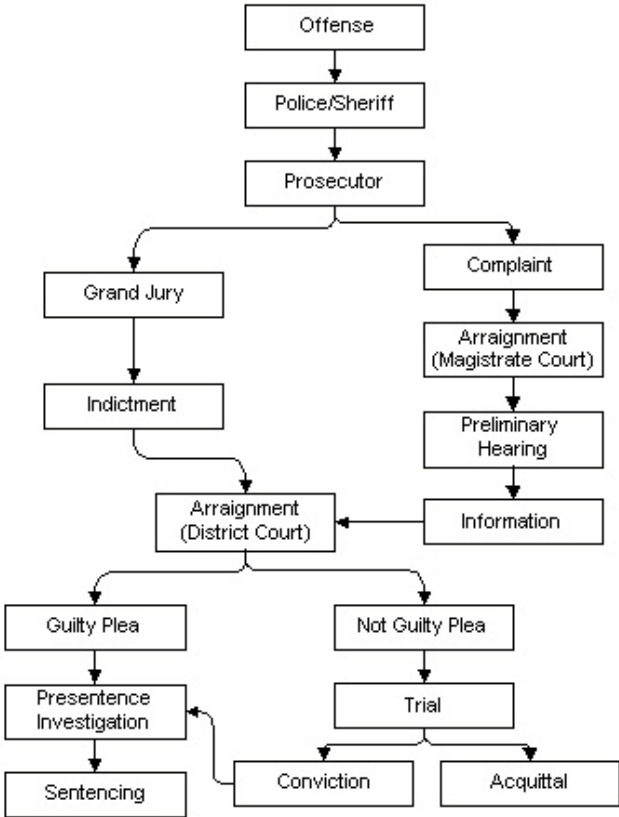 Offense
Police/Sheriff
Prosecutor
Grand Jury
Complaint
Arraignment
(Magistrate Court)
Indictment
Preliminary
Hearing
Arraignment
(District Court)
Information
Guilty Plea
Not Guilty Plea
Presentence
Investigation
Trial
Sentencing
Conviction
Acquittal